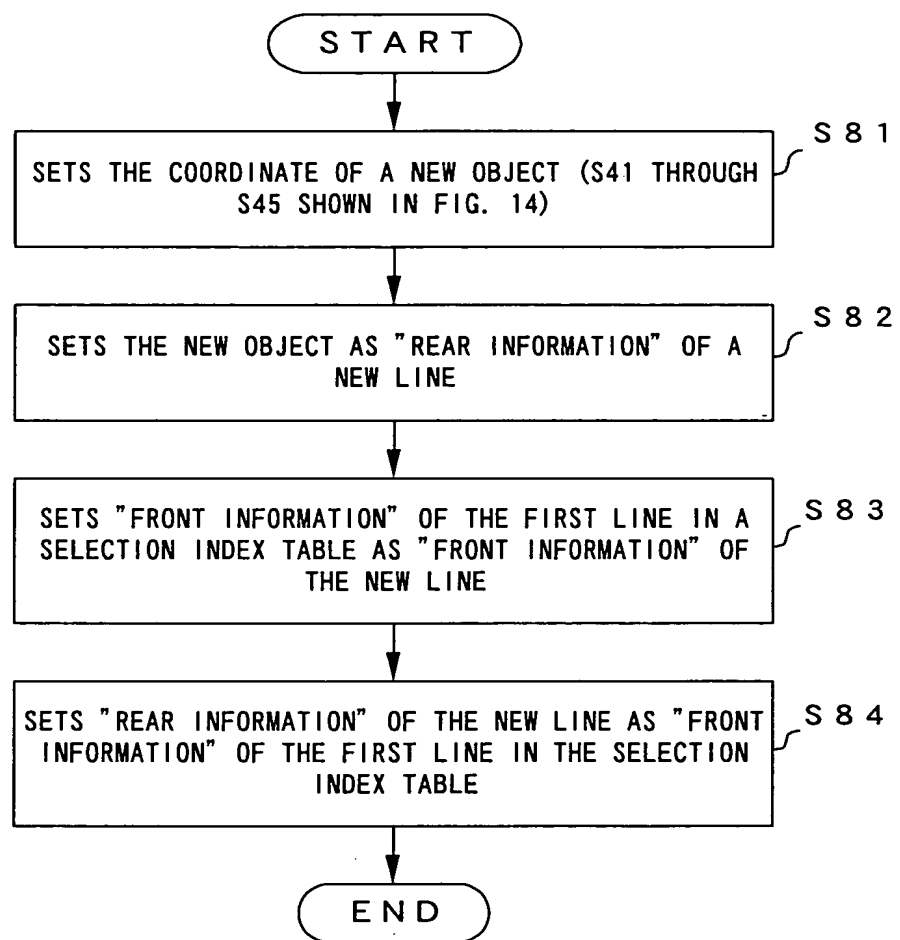 START
S81
SETS THE COORDINATE OF A NEW OBJECT (S41 THROUGH
S45 SHOWN IN FIG. 14)
S82
SETS THE NEW OBJECT AS "REAR INFORMATION" OF A
NEW LINE
S83
SETS "FRONT INFORMATION" OF THE FIRST LINE IN A
SELECTION INDEX TABLE AS "FRONT INFORMATION" OF
THE NEW LINE
S84
SETS "REAR INFORMATION" OF THE NEW LINE AS "FRONT
INFORMATION" OF THE FIRST LINE IN THE SELECTION
INDEX TABLE
END